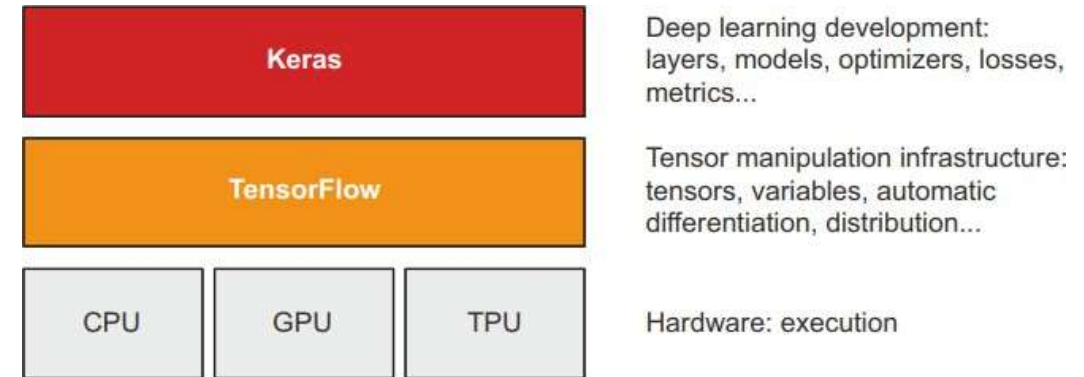 Keras
Deep learning development:
layers, models, optimizers, losses,
metrics...
TensorFlow
Tensor manipulation infrastructure:
tensors, variables, automatic
differentiation, distribution...
CPU
GPU
TPU
Hardware: execution